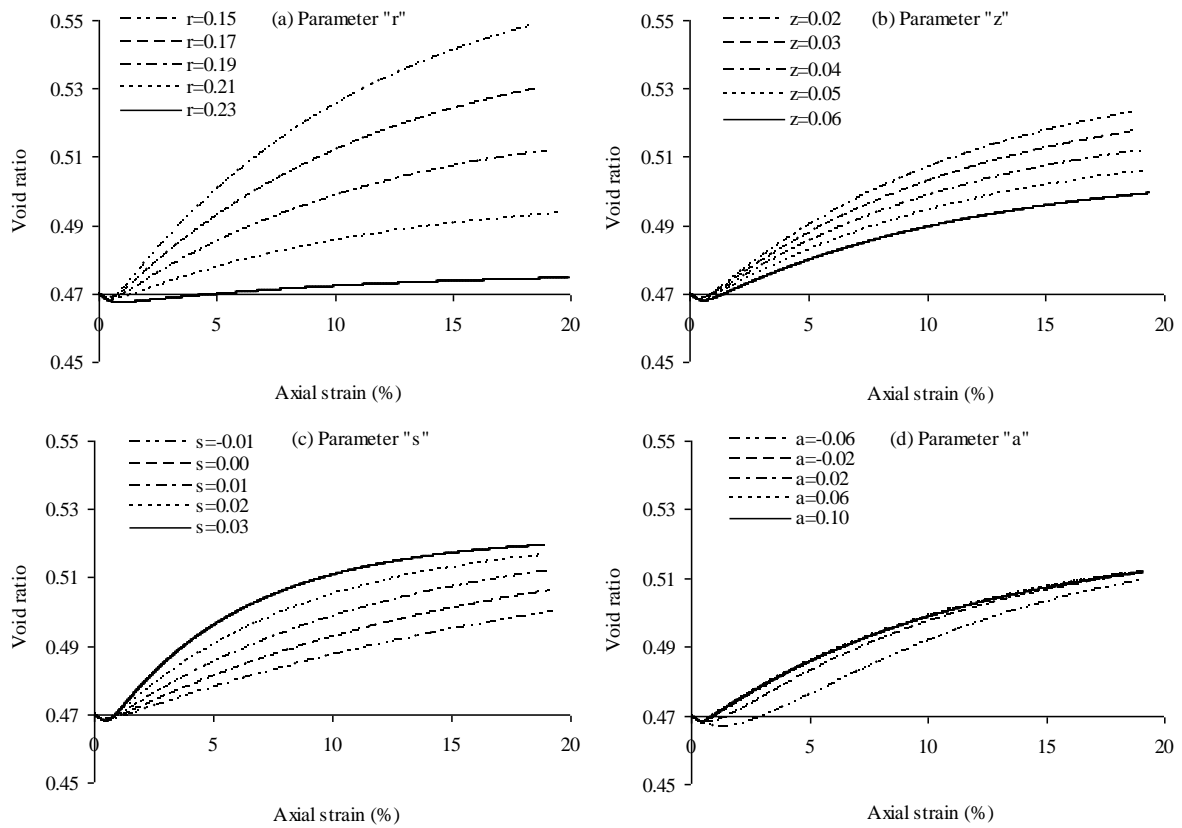 (a) Parameter "r"
r=0.15
r=0.17
r=0.19
r=0.21
r=0.23
0.55
0.53
0.51
0.49
0.47
0.45
Void ratio
0
5
10
15
20
Axial strain (%)
(b) Parameter "z"
z=0.02
z=0.03
z=0.04
z=0.05
z=0.06
0.55
0.53
0.51
0.49
0.47
0.45
Void ratio
0
5
10
15
20
Axial strain (%)
(c) Parameter "s"
s=-0.01
s=0.00
s=0.01
s=0.02
s=0.03
0.55
0.53
0.51
0.49
0.47
0.45
Void ratio
0
5
10
15
20
Axial strain (%)
(d) Parameter "a"
a=-0.06
a=-0.02
a=0.02
a=0.06
a=0.10
0.55
0.53
0.51
0.49
0.47
0.45
Void ratio
0
5
10
15
20
Axial strain (%)